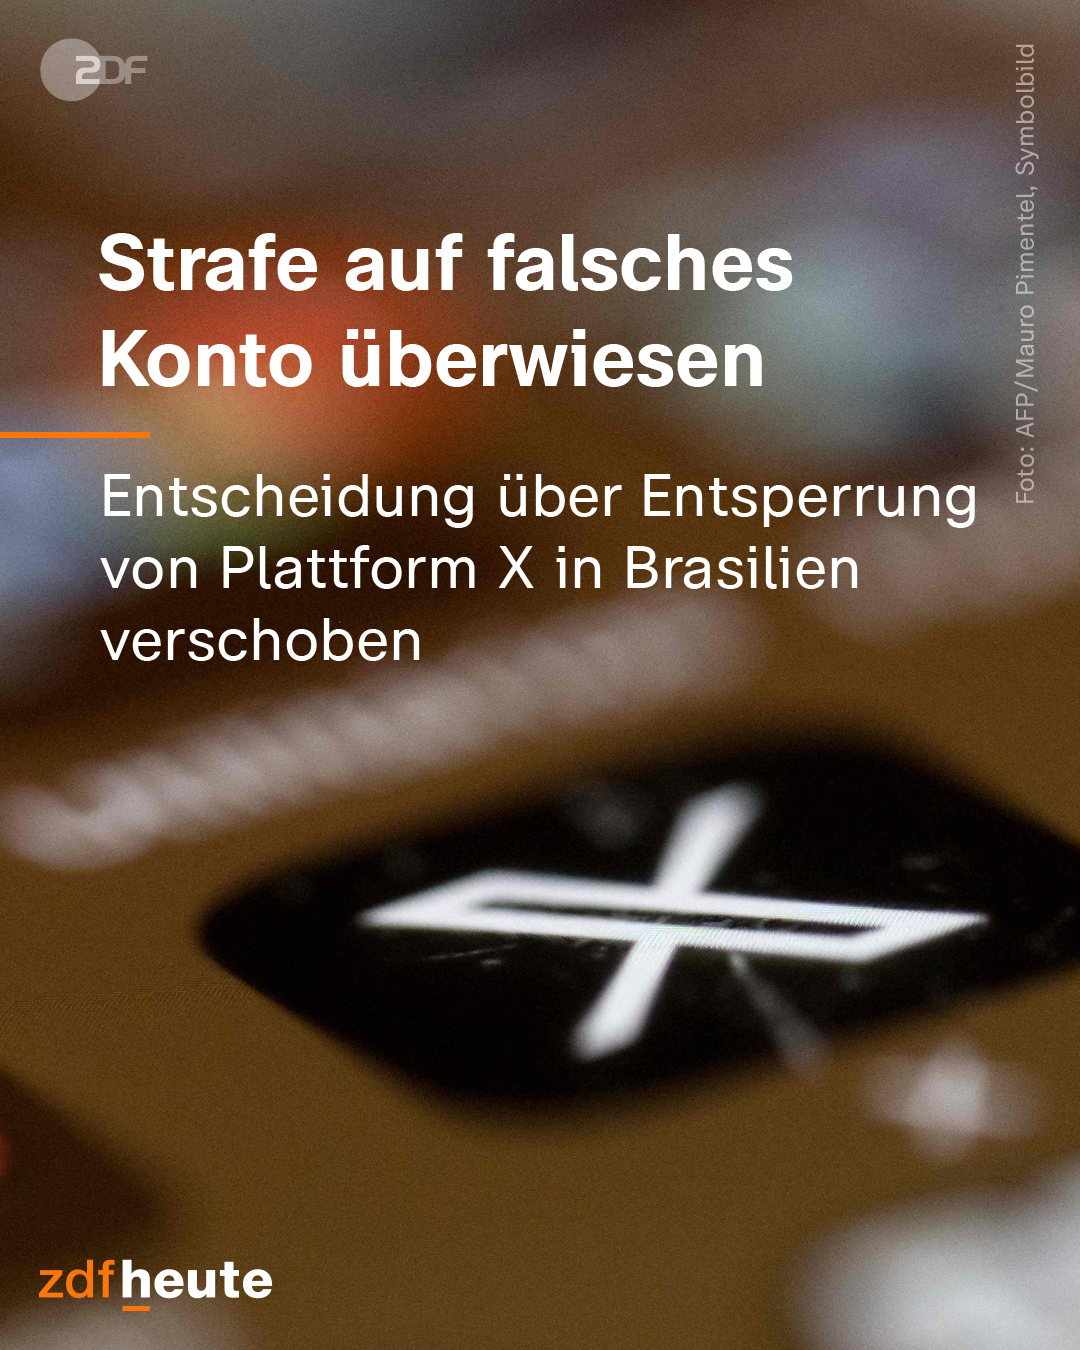 ZDF
Foto: AFP/Mauro Pimentel, Symbolbild
Strafe auf falsches
Konto überwiesen
Entscheidung über Entsperrung
von Plattform X in Brasilien
verschoben
zdfheute